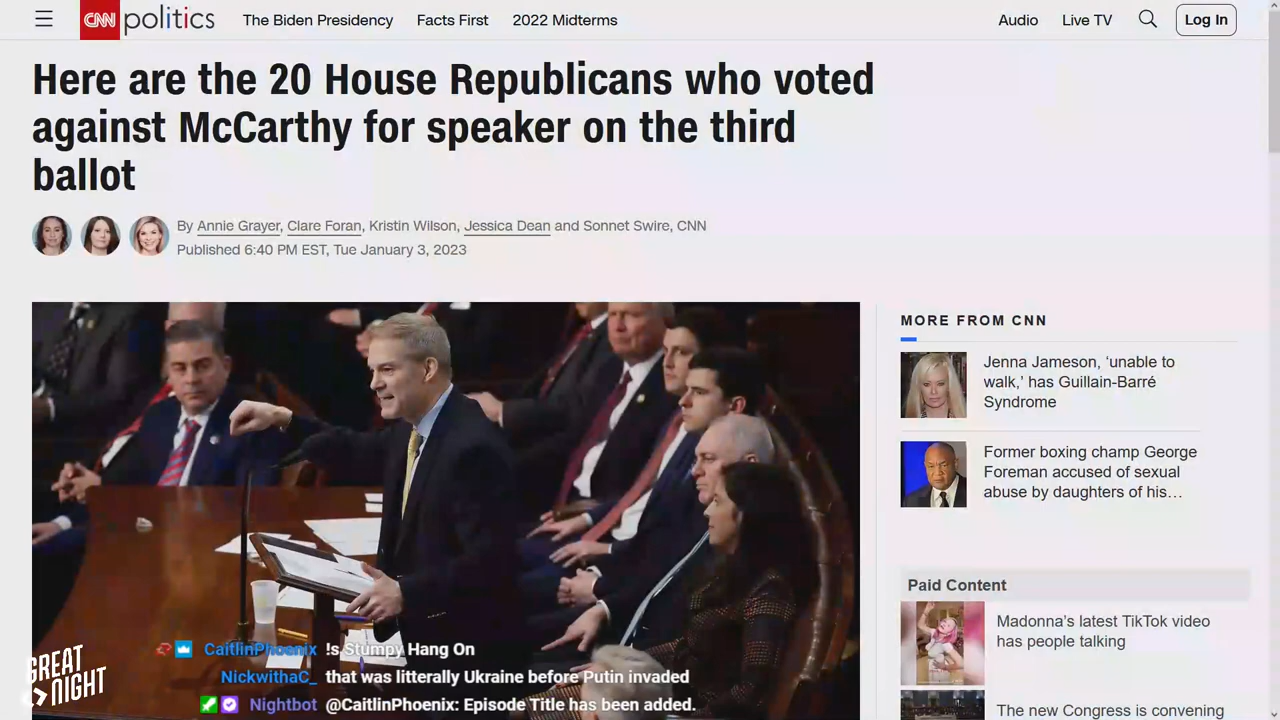 CNN politics The Biden Presidency Facts First 2022 Midterms Audio Live TV Log In
Here are the 20 House Republicans who voted
against McCarthy for speaker on the third
ballot
By Annie Grayer, Clare Foran, Kristin Wilson, Jessica Dean and Sonnet Swire, CNN
Published 6:40 PM EST, Tue January 3, 2023
MORE FROM CNN
Jenna Jameson, ‘unable to
walk,’ has Guillain-Barré
Syndrome
Former boxing champ George
Foreman accused of sexual
abuse by daughters of his…
Paid Content
Madonna’s latest TikTok video
has people talking
The new Congress is convening
CaitlinPhoenix !s Stumpy Hang On
NickwithaC_ that was litterally Ukraine before Putin invaded
Nightbot @CaitlinPhoenix: Episode Title has been added.
GREAT
NIGHT